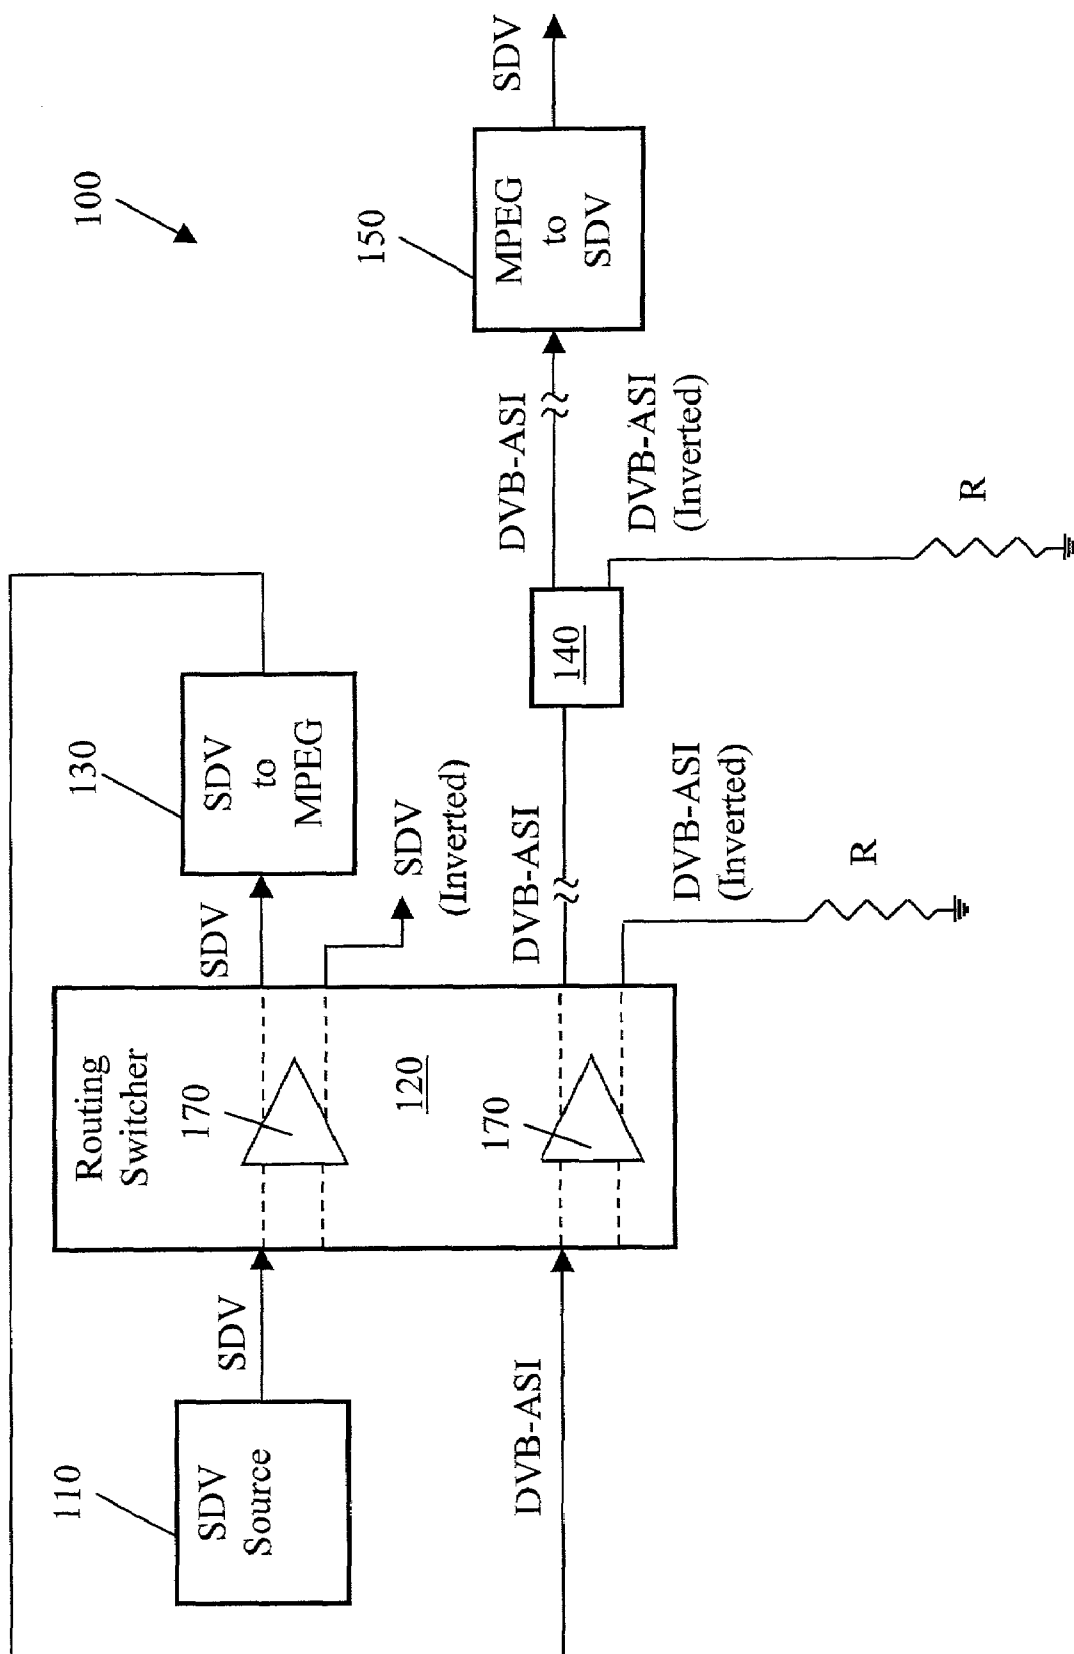 100
110
SDV
Source
SDV
Routing
Switcher
170
120
170
SDV
SDV
(Inverted)
130
SDV
to
MPEG
DVB-ASI
DVB-ASI
DVB-ASI
(Inverted)
R
140
DVB-ASI
DVB-ASI
(Inverted)
R
150
MPEG
to
SDV
SDV